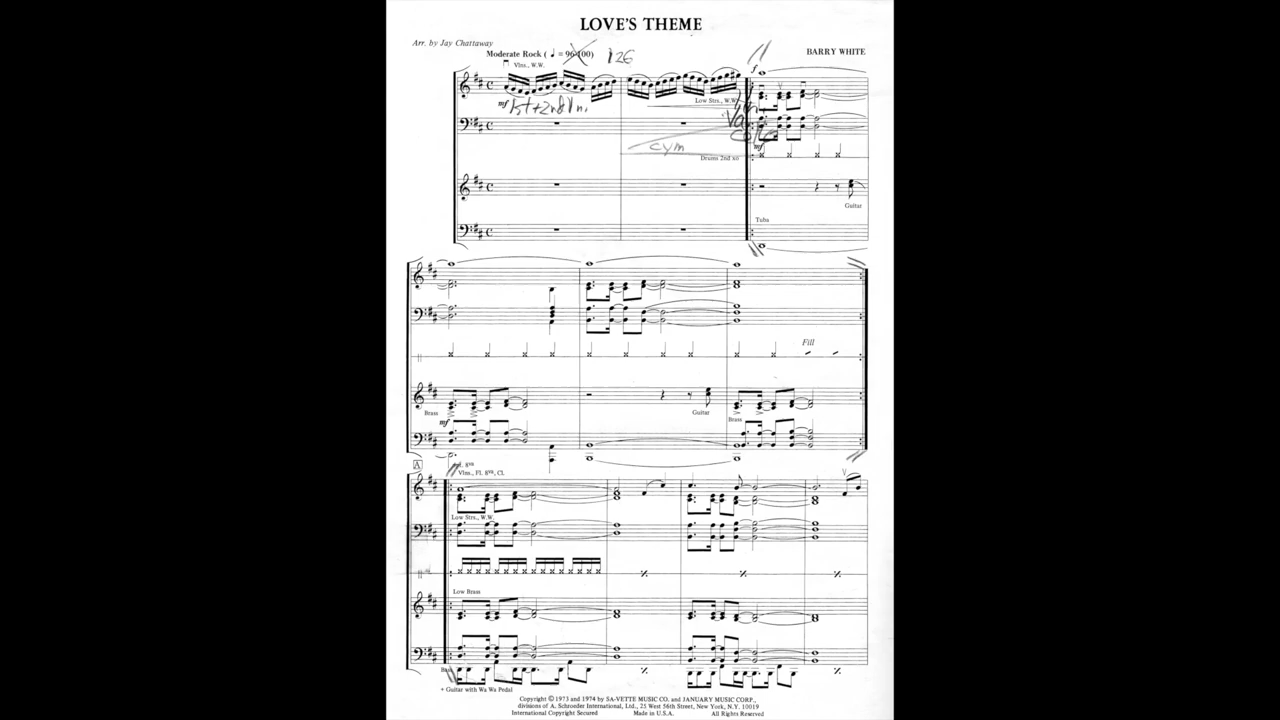 LOVE'S THEME
Arr. by Jay Chattaway
BARRY WHITE
Moderate Rock ( ♩ = 96-100) 126
Vlns., W.W.
mf
1st + 2nd Vln.
f
Low Strs., W.W.
cym
mf
Drums 2nd xo
Guitar
Tuba
Fill
Brass
mf
Guitar
Brass
A
Vlns., Fl. 8va, Cl.
Low Strs., W.W.
Low Brass
+ Guitar with Wa Wa Pedal
Copyright © 1973 and 1974 by SA-VETTE MUSIC CO. and JANUARY MUSIC CORP.,
divisions of A. Schroeder International, Ltd., 25 West 56th Street, New York, N.Y. 10019
International Copyright Secured Made in U.S.A. All Rights Reserved